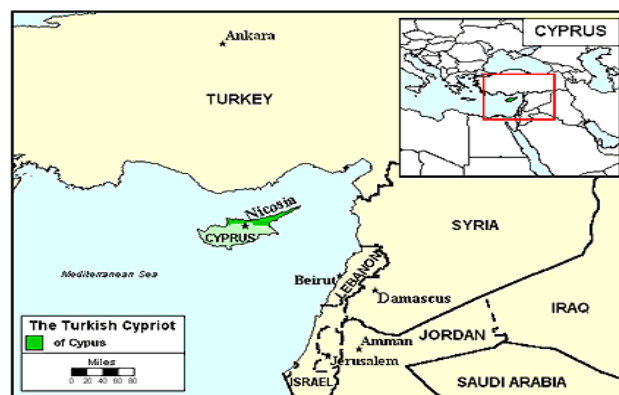 Ankara
CYPRUS
TURKEY
Nicosia
CYPRUS
SYRIA
Mediterranean Sea
Beirut
LEBANON
Damascus
IRAQ
The Turkish Cypriot
of Cypus
Miles
0 20 40 60 80
Amman
JORDAN
Jerusalem
ISRAEL
SAUDI ARABIA